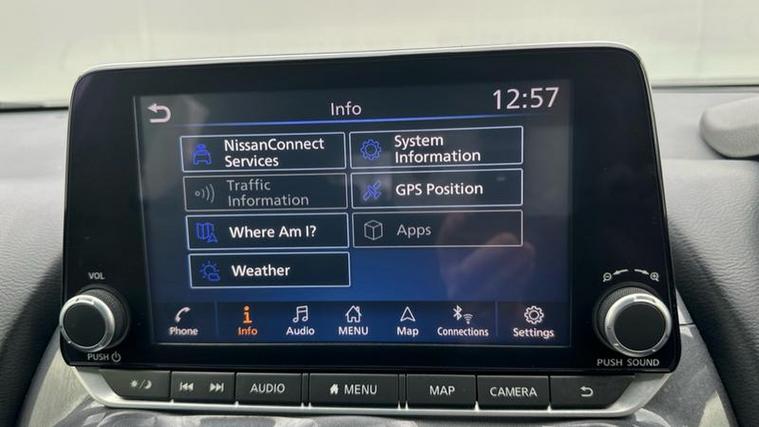 Info
12:57
NissanConnect
Services
System
Information
Traffic
Information
GPS Position
Where Am I?
Apps
Weather
Phone
Info
Audio
MENU
Map
Connections
Settings
VOL
PUSH
PUSH SOUND
AUDIO
MENU
MAP
CAMERA